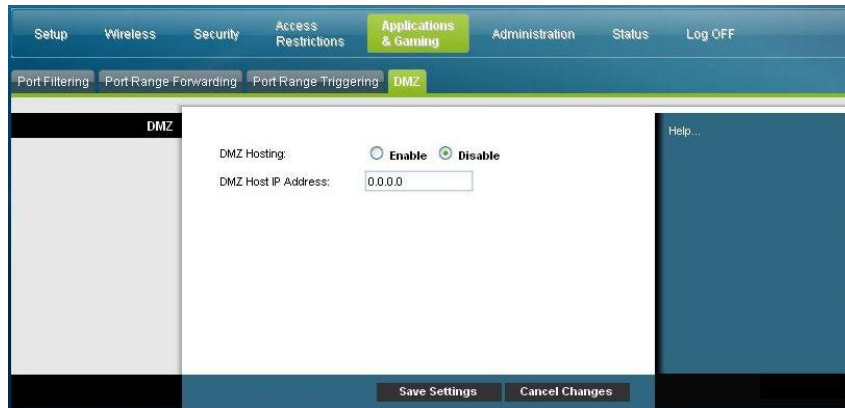 Setup Wireless Security Access Restrictions Applications & Gaming Administration Status Log OFF
Port Filtering Port Range Forwarding Port Range Triggering DMZ
DMZ
DMZ Hosting: Enable Disable
DMZ Host IP Address: 0.0.0.0
Help...
Save Settings Cancel Changes